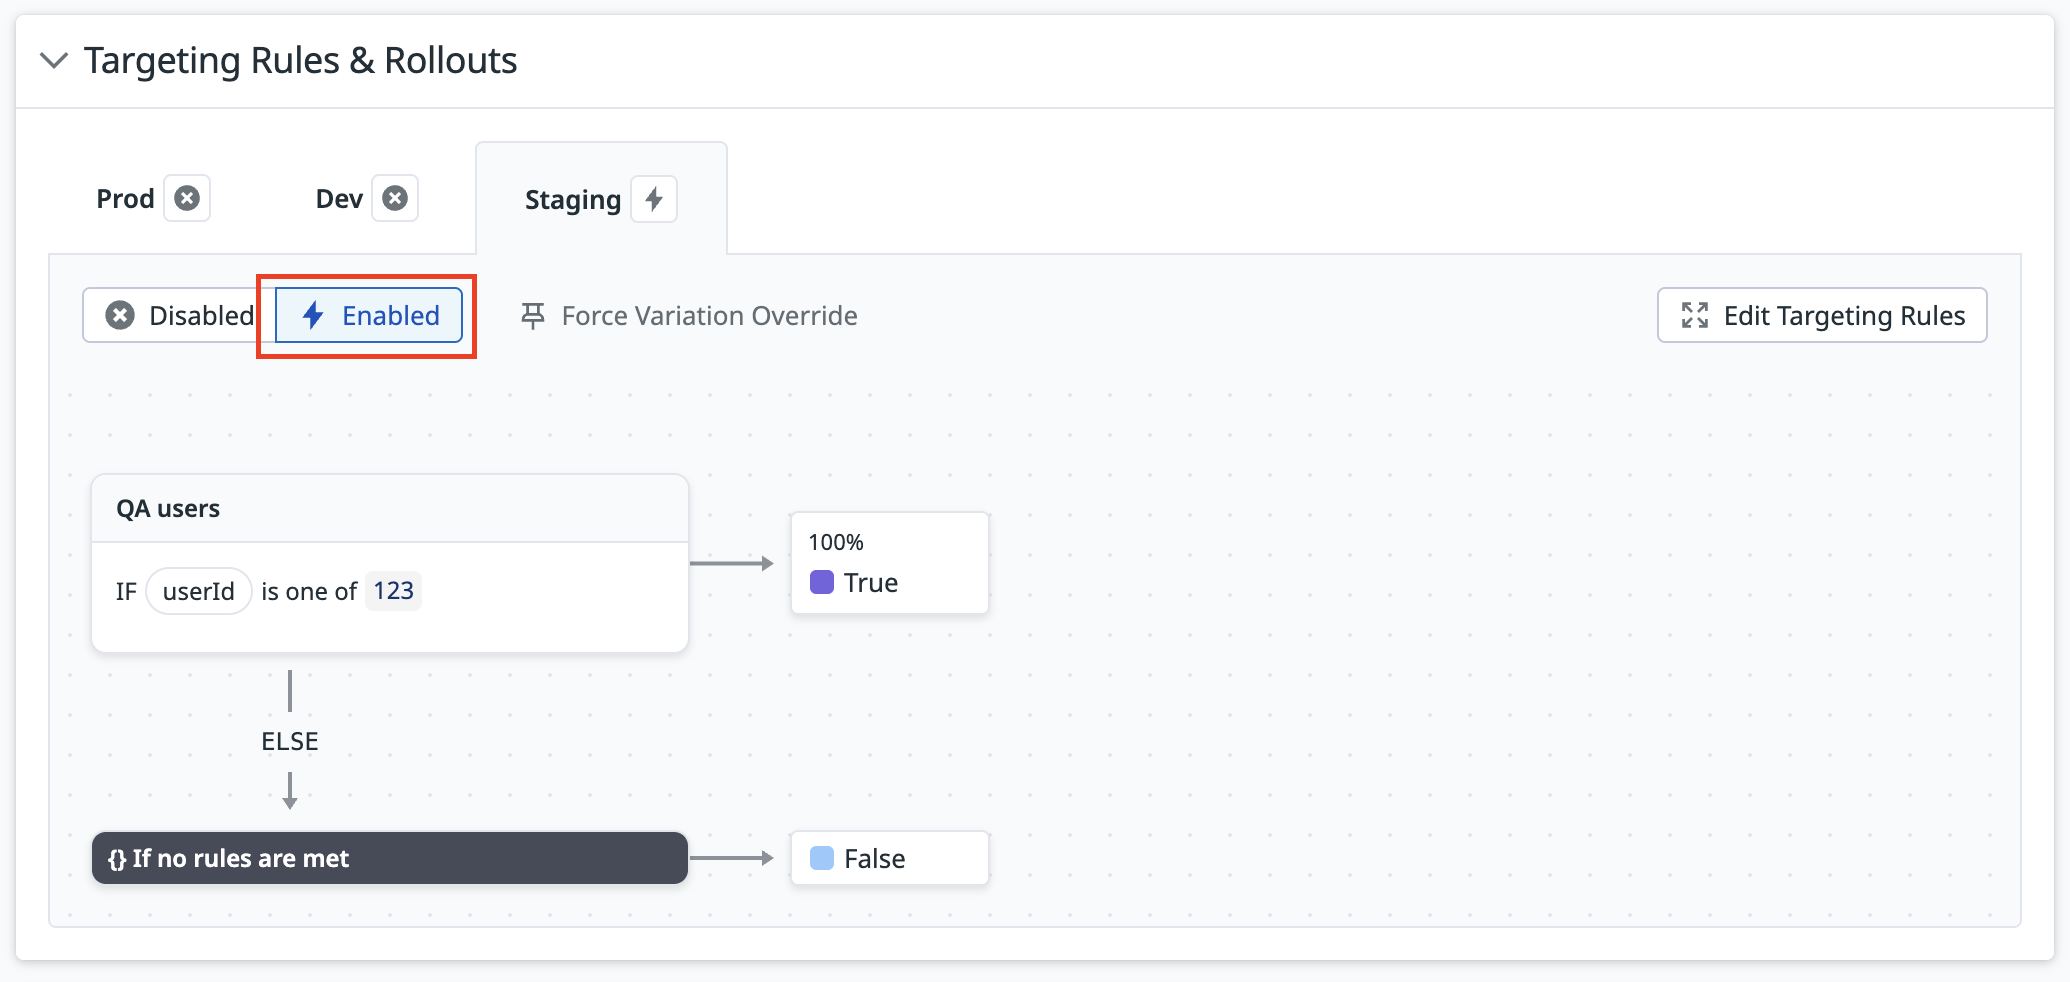 Targeting Rules & Rollouts
Prod
Dev
Staging
Disabled
Enabled
Force Variation Override
Edit Targeting Rules
QA users
IF userId is one of 123
100%
True
ELSE
{} If no rules are met
False